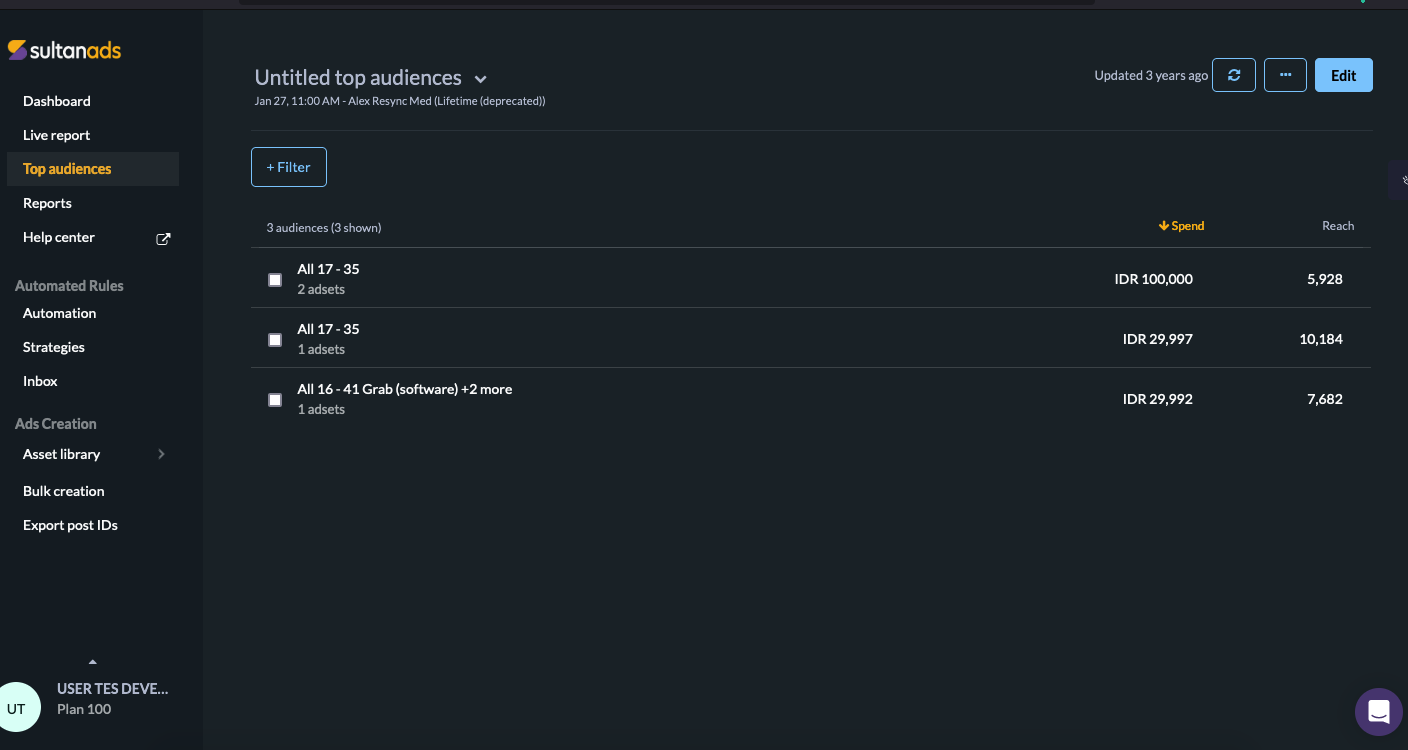 sultanads
Dashboard
Live report
Top audiences
Reports
Help center
Automated Rules
Automation
Strategies
Inbox
Ads Creation
Asset library
Bulk creation
Export post IDs
UT
USER TES DEVE...
Plan 100
Untitled top audiences
Jan 27, 11:00 AM - Alex Resync Med (Lifetime (deprecated))
Updated 3 years ago
Edit
+ Filter
3 audiences (3 shown) Spend Reach
All 17 - 35
2 adsets
IDR 100,000 5,928
All 17 - 35
1 adsets
IDR 29,997 10,184
All 16 - 41 Grab (software) +2 more
1 adsets
IDR 29,992 7,682